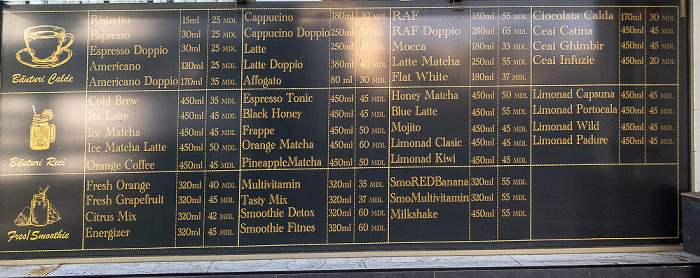 Băuturi Calde
Ristretto 15ml 25 MDL
Espresso 30ml 25 MDL
Espresso Doppio 30ml 25 MDL
Americano 120ml 25 MDL
Americano Doppio 170ml 35 MDL
Cappucino 180ml 30 MDL
Cappucino Doppio 250ml MDL
Latte 250ml MDL
Latte Doppio 380ml 40 MDL
Affogato 80 ml 30 MDL
RAF 180ml 55 MDL
RAF Doppio 260ml 65 MDL
Mocca 180ml 33 MDL
Latte Matcha 250ml 55 MDL
Flat White 180ml 37 MDL
Ciocolata Calda 170ml 30 MDL
Ceai Catina 450ml 45 MDL
Ceai Ghimbir 450ml 45 MDL
Ceai Infuzie 450ml 20 MDL
Băuturi Reci
Cold Brew 450ml 35 MDL
Ice Latte 450ml 45 MDL
Ice Matcha 450ml 45 MDL
Ice Matcha Latte 450ml 50 MDL
Orange Coffee 450ml 45 MDL
Espresso Tonic 450ml 45 MDL
Black Honey 450ml 45 MDL
Frappe 450ml 50 MDL
Orange Matcha 450ml 60 MDL
PineappleMatcha 450ml 50 MDL
Honey Matcha 450ml 50 MDL
Blue Latte 450ml 55 MDL
Mojito 450ml 45 MDL
Limonad Clasic 450ml 45 MDL
Limonad Kiwi 450ml 45 MDL
Limonad Capsuna 450ml 45 MDL
Limonad Portocala 450ml 45 MDL
Limonad Wild 450ml 45 MDL
Limonad Padure 450ml 45 MDL
Fres/Smoothie
Fresh Orange 320ml 40 MDL
Fresh Grapefruit 320ml 45 MDL
Citrus Mix 320ml 42 MDL
Energizer 320ml 45 MDL
Multivitamin 320ml 35 MDL
Tasty Mix 320ml 37 MDL
Smoothie Detox 320ml 60 MDL
Smoothie Fitnes 320ml 60 MDL
SmoREDBanana 320ml 55 MDL
SmoMultivitamin 320ml 55 MDL
Milkshake 450ml 55 MDL